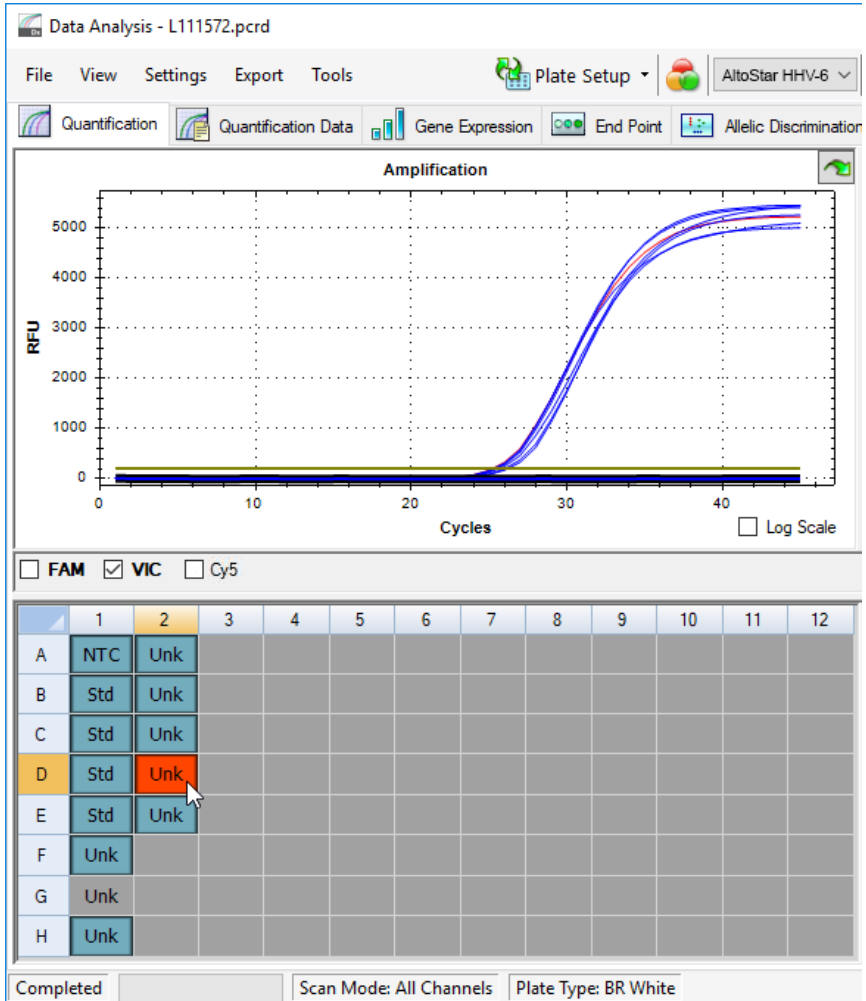 Data Analysis - L111572.pcrd
File View Settings Export Tools Plate Setup AltoStar HHV-6
Quantification Quantification Data Gene Expression End Point Allelic Discrimination
Amplification
5000
4000
3000
2000
1000
0
RFU
0 10 20 30 40
Cycles
Log Scale
FAM VIC Cy5
1 2 3 4 5 6 7 8 9 10 11 12
A NTC Unk
B Std Unk
C Std Unk
D Std Unk
E Std Unk
F Unk
G Unk
H Unk
Completed Scan Mode: All Channels Plate Type: BR White